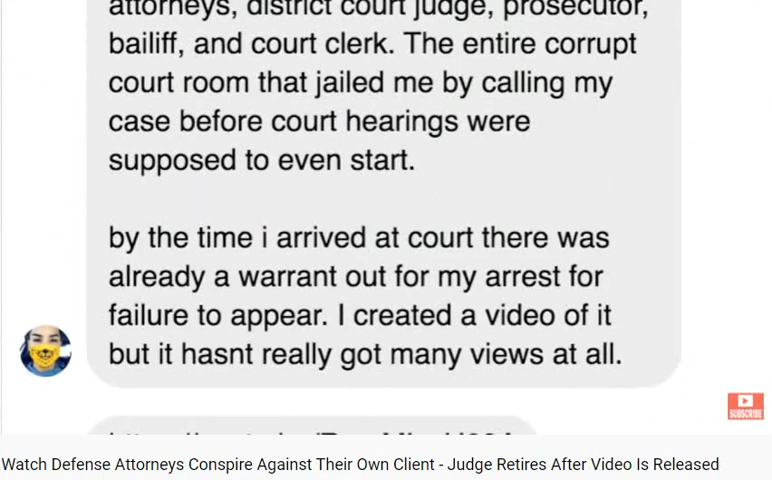 attorneys, district court judge, prosecutor,
bailiff, and court clerk. The entire corrupt
court room that jailed me by calling my
case before court hearings were
supposed to even start.
by the time i arrived at court there was
already a warrant out for my arrest for
failure to appear. I created a video of it
but it hasnt really got many views at all.
SUBSCRIBE
Watch Defense Attorneys Conspire Against Their Own Client - Judge Retires After Video Is Released